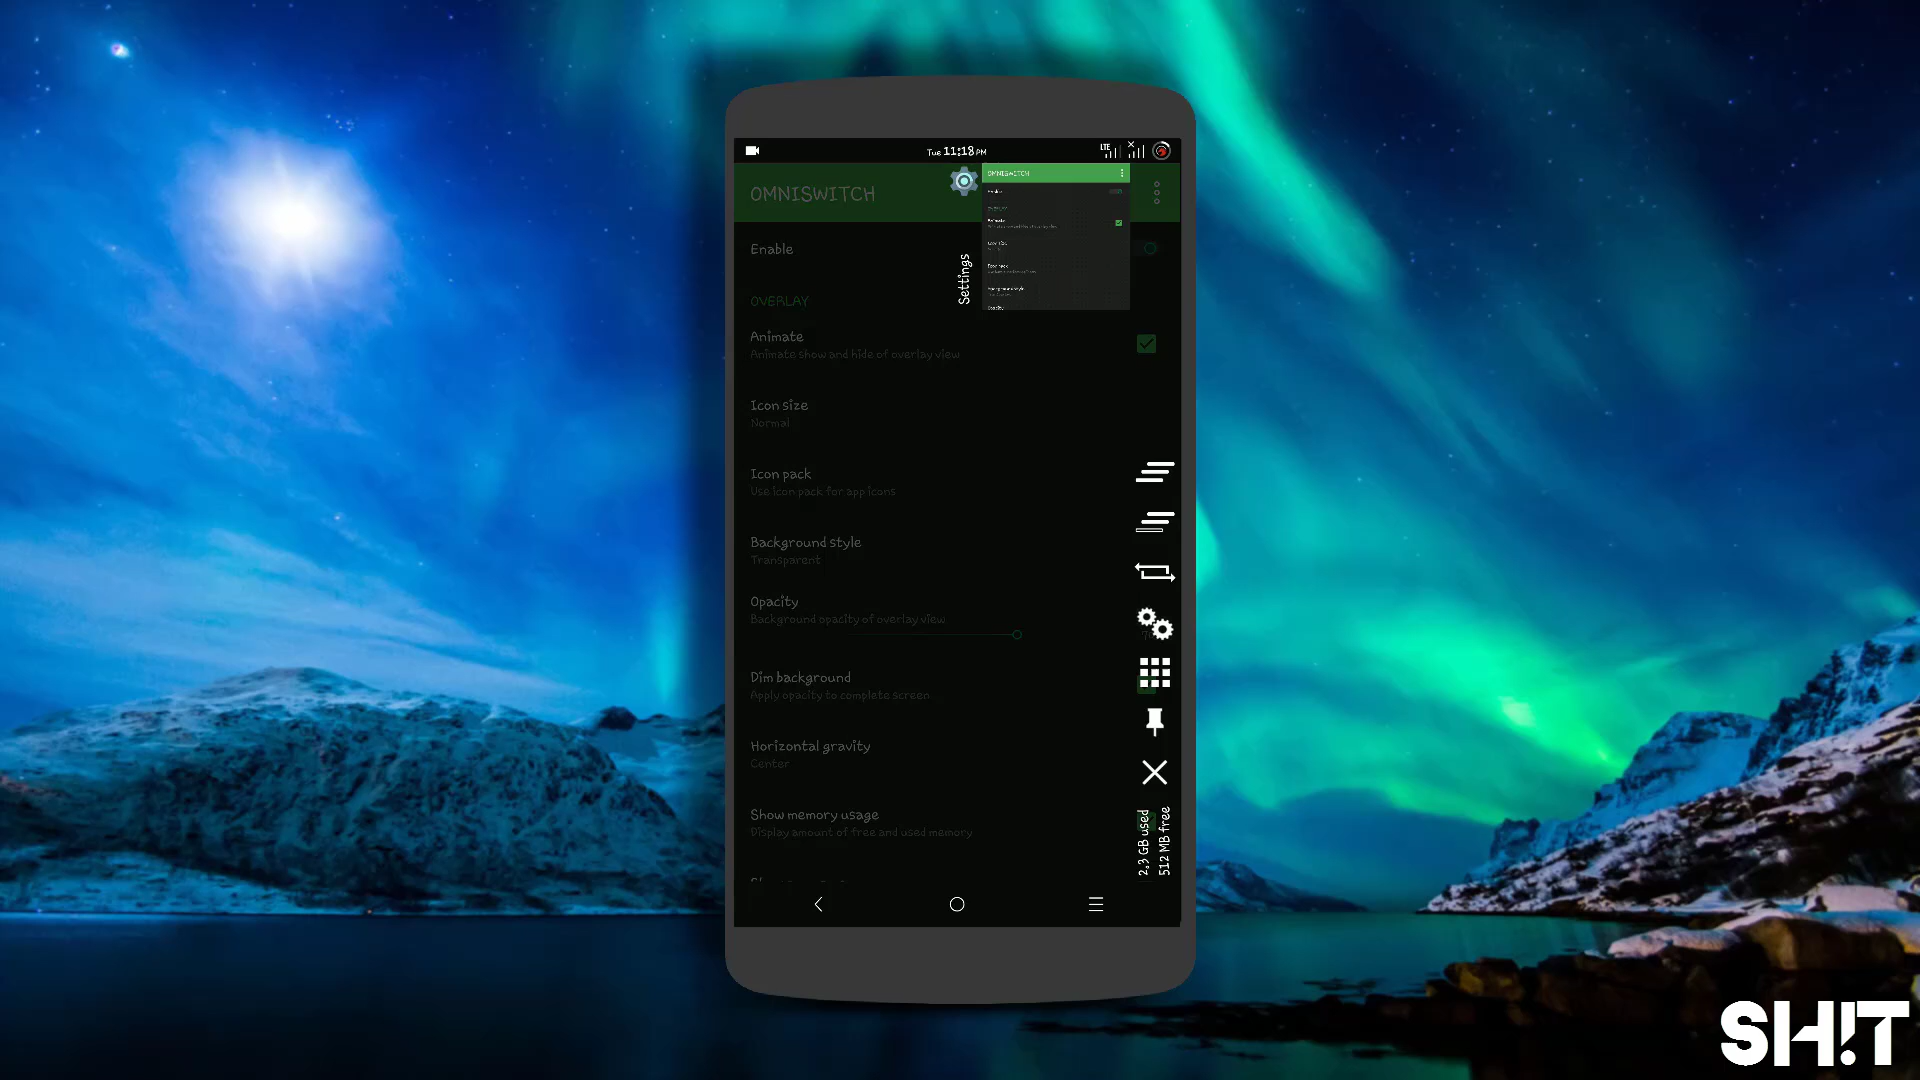 Tue 11:18 PM
LTE
OMNISWITCH
OMNISWITCH
Enable
Settings
OVERLAY
Animate
Animate show and hide of overlay view
Icon size
Normal
Icon pack
Use icon pack for app icons
Background style
Transparent
Opacity
Background opacity of overlay view
Dim background
Apply opacity to complete screen
Horizontal gravity
Center
Show memory usage
Display amount of free and used memory
2,3 GB used
512 MB free
SH!T